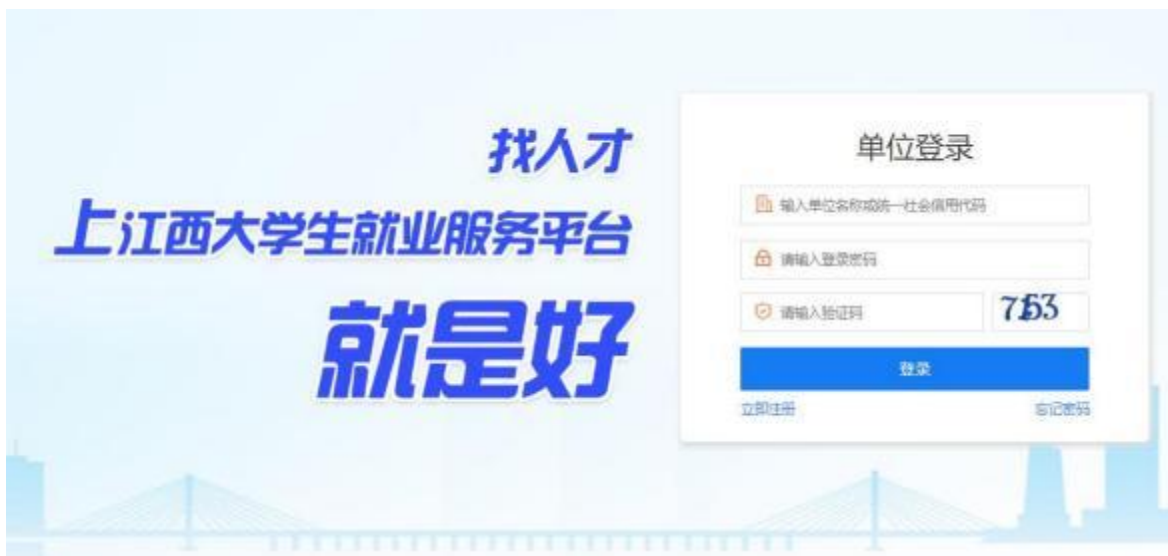 找人才
上江西大学生就业服务平台
就是好
单位登录
输入单位名称或统一社会信用代码
请输入登录密码
请输入验证码
7153
登录
立即注册
忘记密码